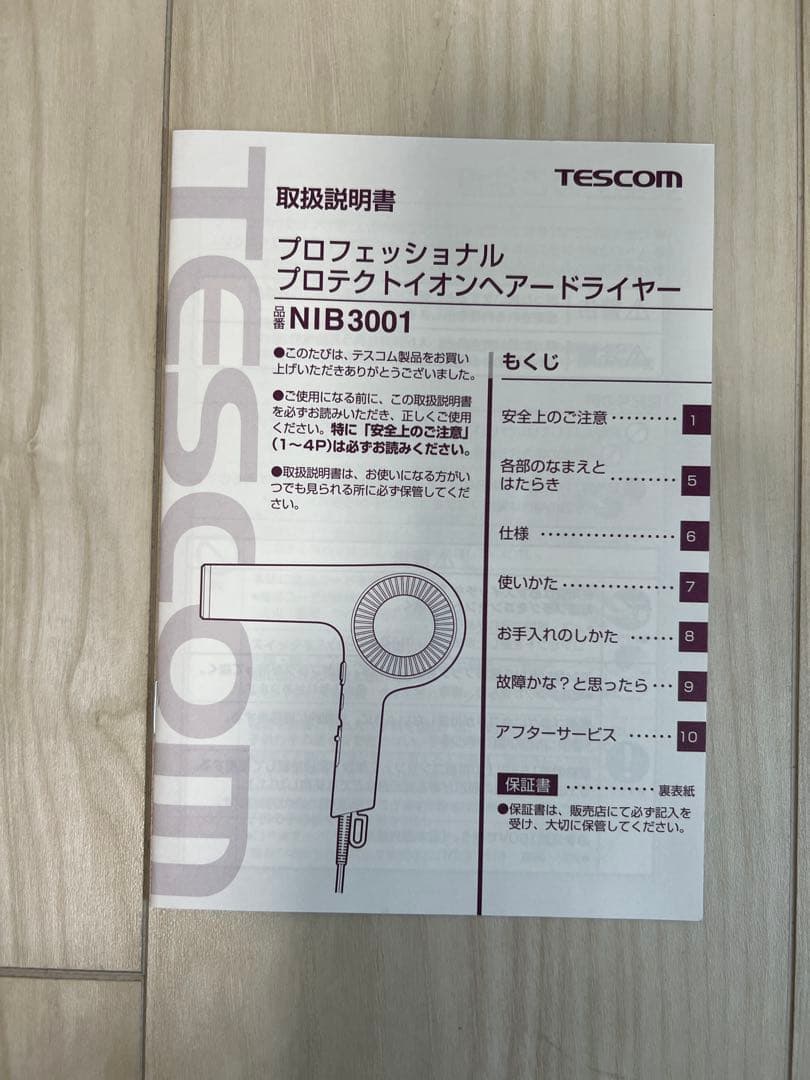 TESCOM
TESCOM
取扱説明書
プロフェッショナル
プロテクトイオンヘアードライヤー
品番 NIB3001
●このたびは、テスコム製品をお買い
上げいただきありがとうございました。
●ご使用になる前に、この取扱説明書
を必ずお読みいただき、正しくご使用
ください。特に「安全上のご注意」
(1〜4P)は必ずお読みください。
●取扱説明書は、お使いになる方がい
つでも見られる所に必ず保管してくだ
さい。
もくじ
安全上のご注意 ········· 1
各部のなまえと
はたらき ·········· 5
仕様 ·················· 6
使いかた ··············· 7
お手入れのしかた ······ 8
故障かな？と思ったら ··· 9
アフターサービス ······ 10
保証書 ············ 裏表紙
●保証書は、販売店にて必ず記入を
受け、大切に保管してください。